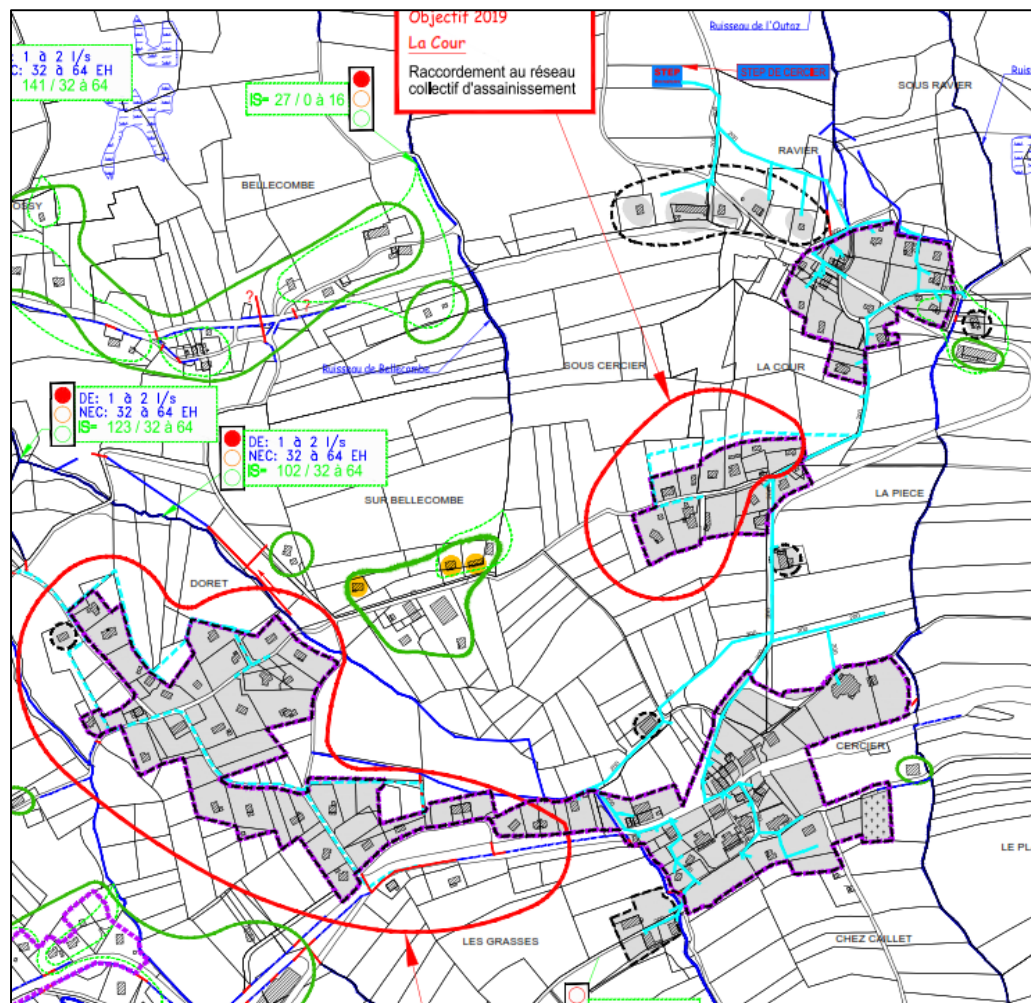 Objectif 2019
La Cour
Raccordement au réseau
collectif d'assainissement
Ruisseau de l'Outaz
: 1 à 2 l/s
C: 32 à 64 EH
141 / 32 à 64
IS= 27 / 0 à 16
STEP
STEP DE CERCIER
SOUS RAVIER
RAVIER
BELLECOMBE
OSSY
?
?
Ruisseau de Bellecombe
SOUS CERCIER
LA COUR
DE: 1 à 2 l/s
NEC: 32 à 64 EH
IS= 123 / 32 à 64
DE: 1 à 2 l/s
NEC: 32 à 64 EH
IS= 102 / 32 à 64
SUR BELLECOMBE
LA PIECE
DORET
CERCIER
LE PL
LES GRASSES
CHEZ CAILLET